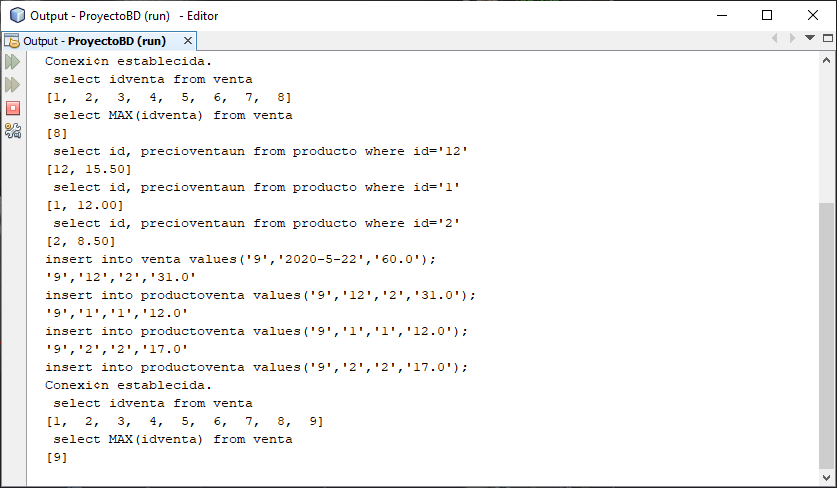 Output - ProyectoBD (run) - Editor
Output - ProyectoBD (run)
Conexi¢n establecida.
select idventa from venta
[1, 2, 3, 4, 5, 6, 7, 8]
select MAX(idventa) from venta
[8]
select id, precioventaun from producto where id='12'
[12, 15.50]
select id, precioventaun from producto where id='1'
[1, 12.00]
select id, precioventaun from producto where id='2'
[2, 8.50]
insert into venta values('9','2020-5-22','60.0');
'9','12','2','31.0'
insert into productoventa values('9','12','2','31.0');
'9','1','1','12.0'
insert into productoventa values('9','1','1','12.0');
'9','2','2','17.0'
insert into productoventa values('9','2','2','17.0');
Conexi¢n establecida.
select idventa from venta
[1, 2, 3, 4, 5, 6, 7, 8, 9]
select MAX(idventa) from venta
[9]